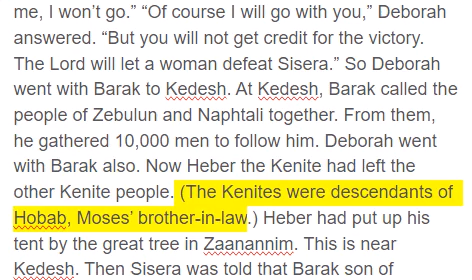 me, I won’t go.” “Of course I will go with you,” Deborah
answered. “But you will not get credit for the victory.
The Lord will let a woman defeat Sisera.” So Deborah
went with Barak to Kedesh. At Kedesh, Barak called the
people of Zebulun and Naphtali together. From them,
he gathered 10,000 men to follow him. Deborah went
with Barak also. Now Heber the Kenite had left the
other Kenite people. (The Kenites were descendants of
Hobab, Moses’ brother-in-law.) Heber had put up his
tent by the great tree in Zaanannim. This is near
Kedesh. Then Sisera was told that Barak son of